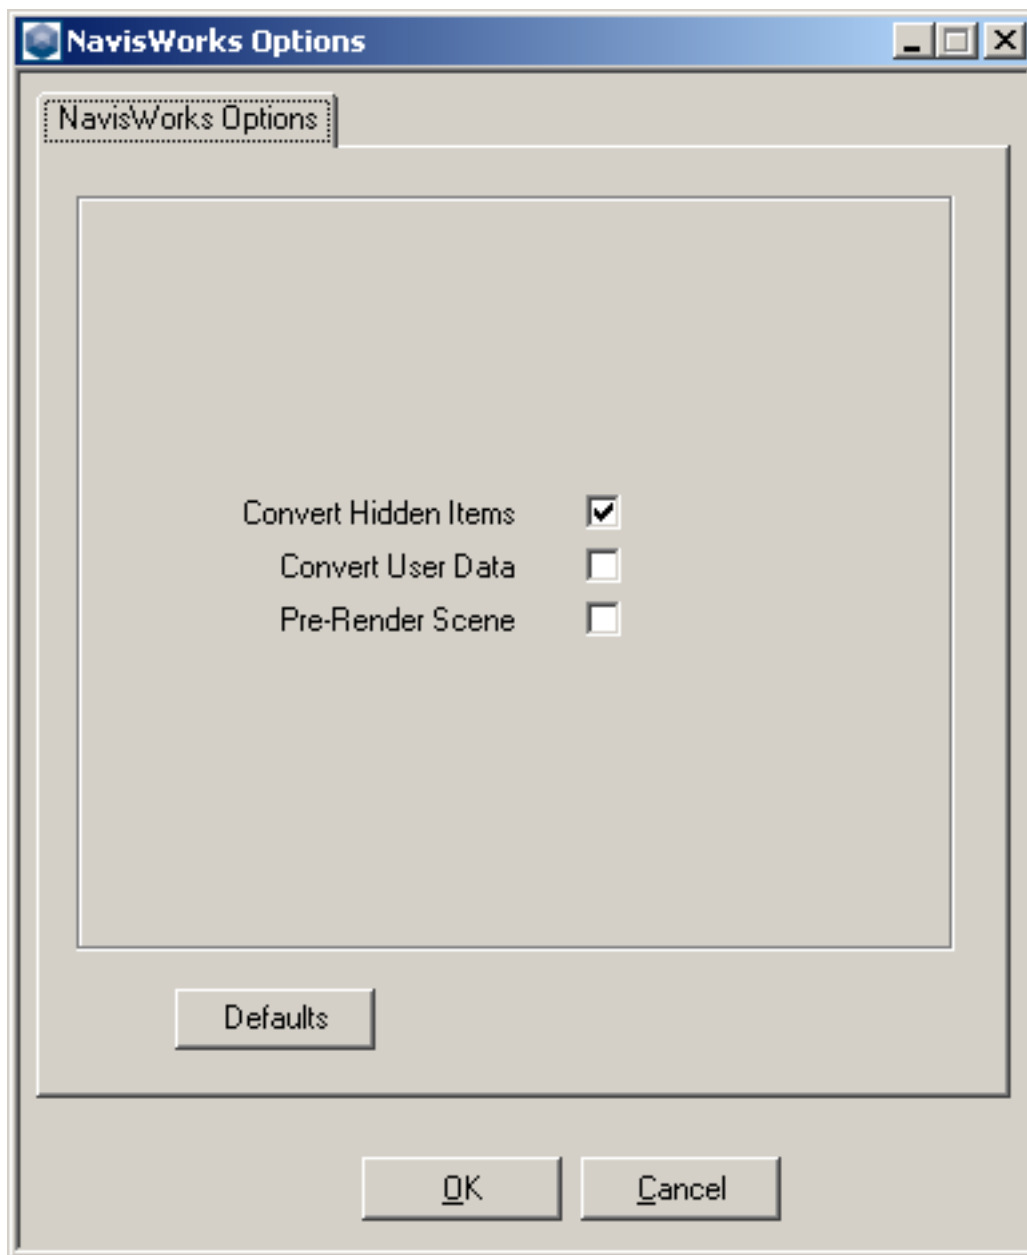 NavisWorks Options
NavisWorks Options
Convert Hidden Items
Convert User Data
Pre-Render Scene
Defaults
OK
Cancel